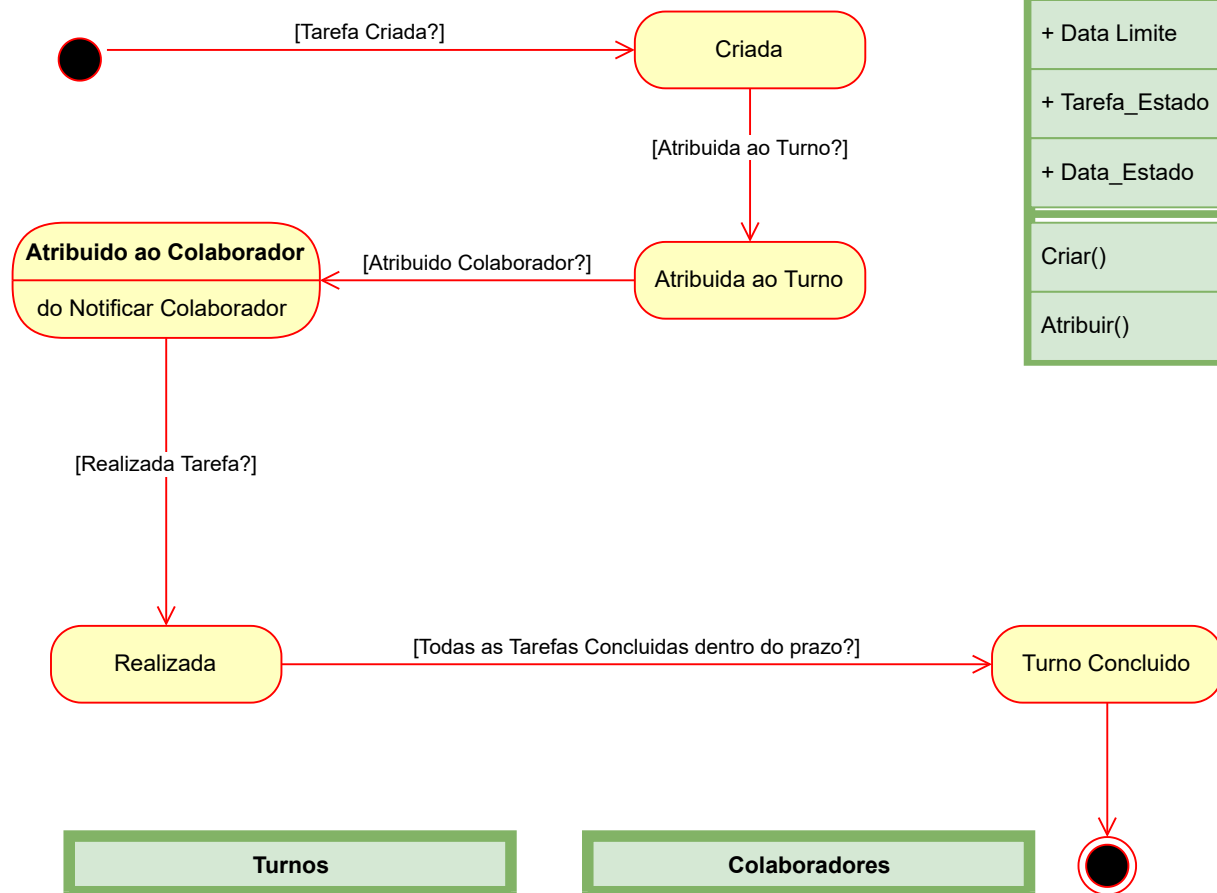 [Tarefa Criada?]
Criada
+ Data Limite
+ Tarefa_Estado
[Atribuida ao Turno?]
+ Data_Estado
Atribuido ao Colaborador
[Atribuido Colaborador?]
Atribuida ao Turno
do Notificar Colaborador
Criar()
Atribuir()
[Realizada Tarefa?]
Realizada
[Todas as Tarefas Concluidas dentro do prazo?]
Turno Concluido
Turnos
Colaboradores